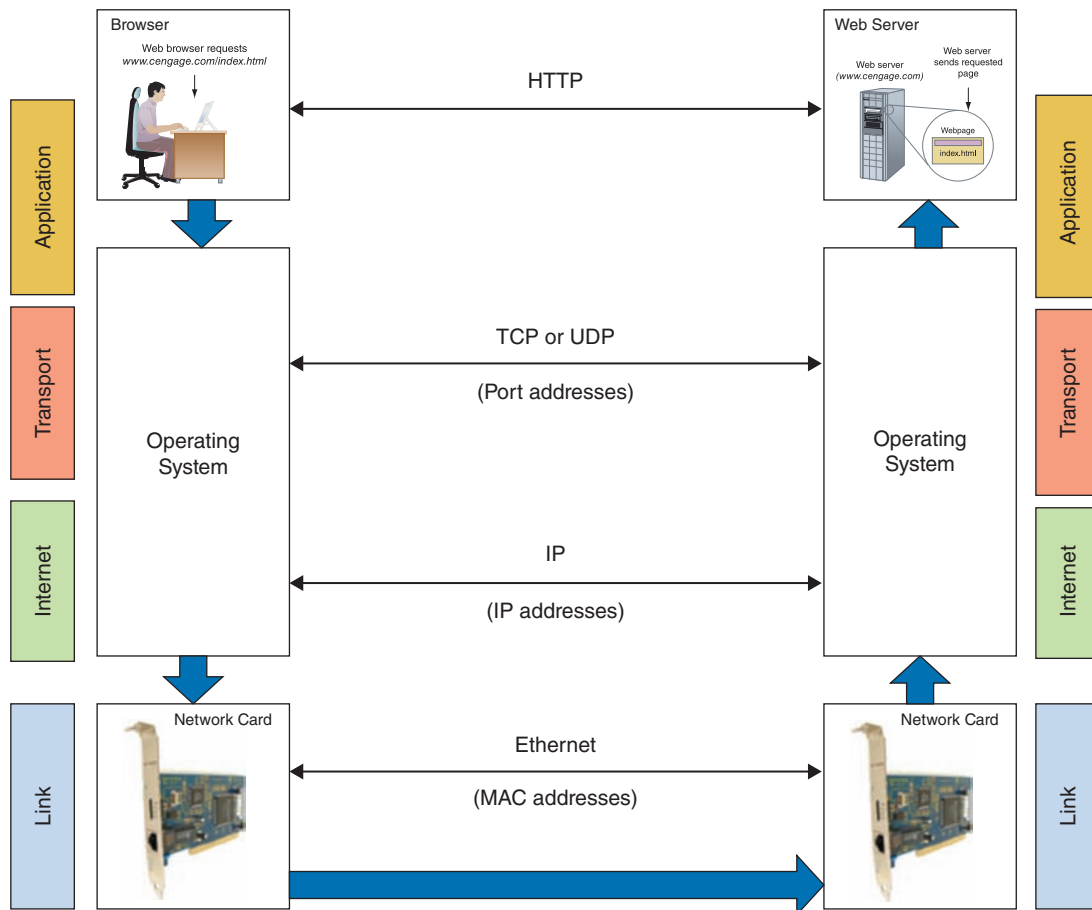 Browser
Web browser requests
www.cengage.com/index.html
HTTP
Web Server
Web server
(www.cengage.com)
Web server
sends requested
page
Webpage
index.html
Application
Application
Operating
System
TCP or UDP
(Port addresses)
Operating
System
Transport
Transport
IP
(IP addresses)
Internet
Internet
Network Card
Ethernet
(MAC addresses)
Network Card
Link
Link